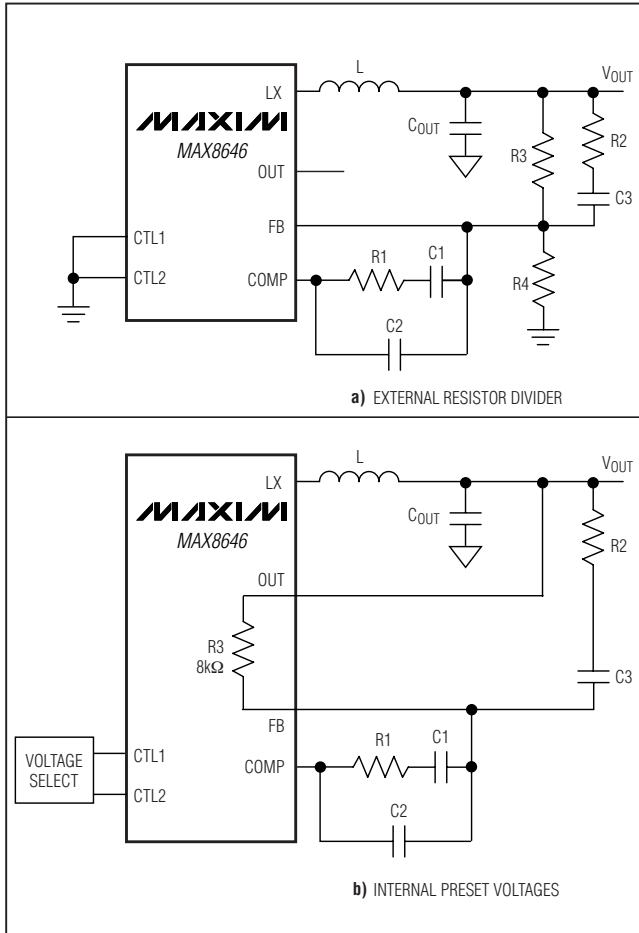 LX
L
VOUT
MAXIM
MAX8646
COUT
R3
R2
OUT
C3
FB
CTL1
R1
C1
CTL2
COMP
R4
C2
a) EXTERNAL RESISTOR DIVIDER
LX
L
VOUT
MAXIM
MAX8646
COUT
R2
OUT
R3
8kΩ
C3
FB
VOLTAGE
SELECT
CTL1
R1
C1
COMP
CTL2
C2
b) INTERNAL PRESET VOLTAGES